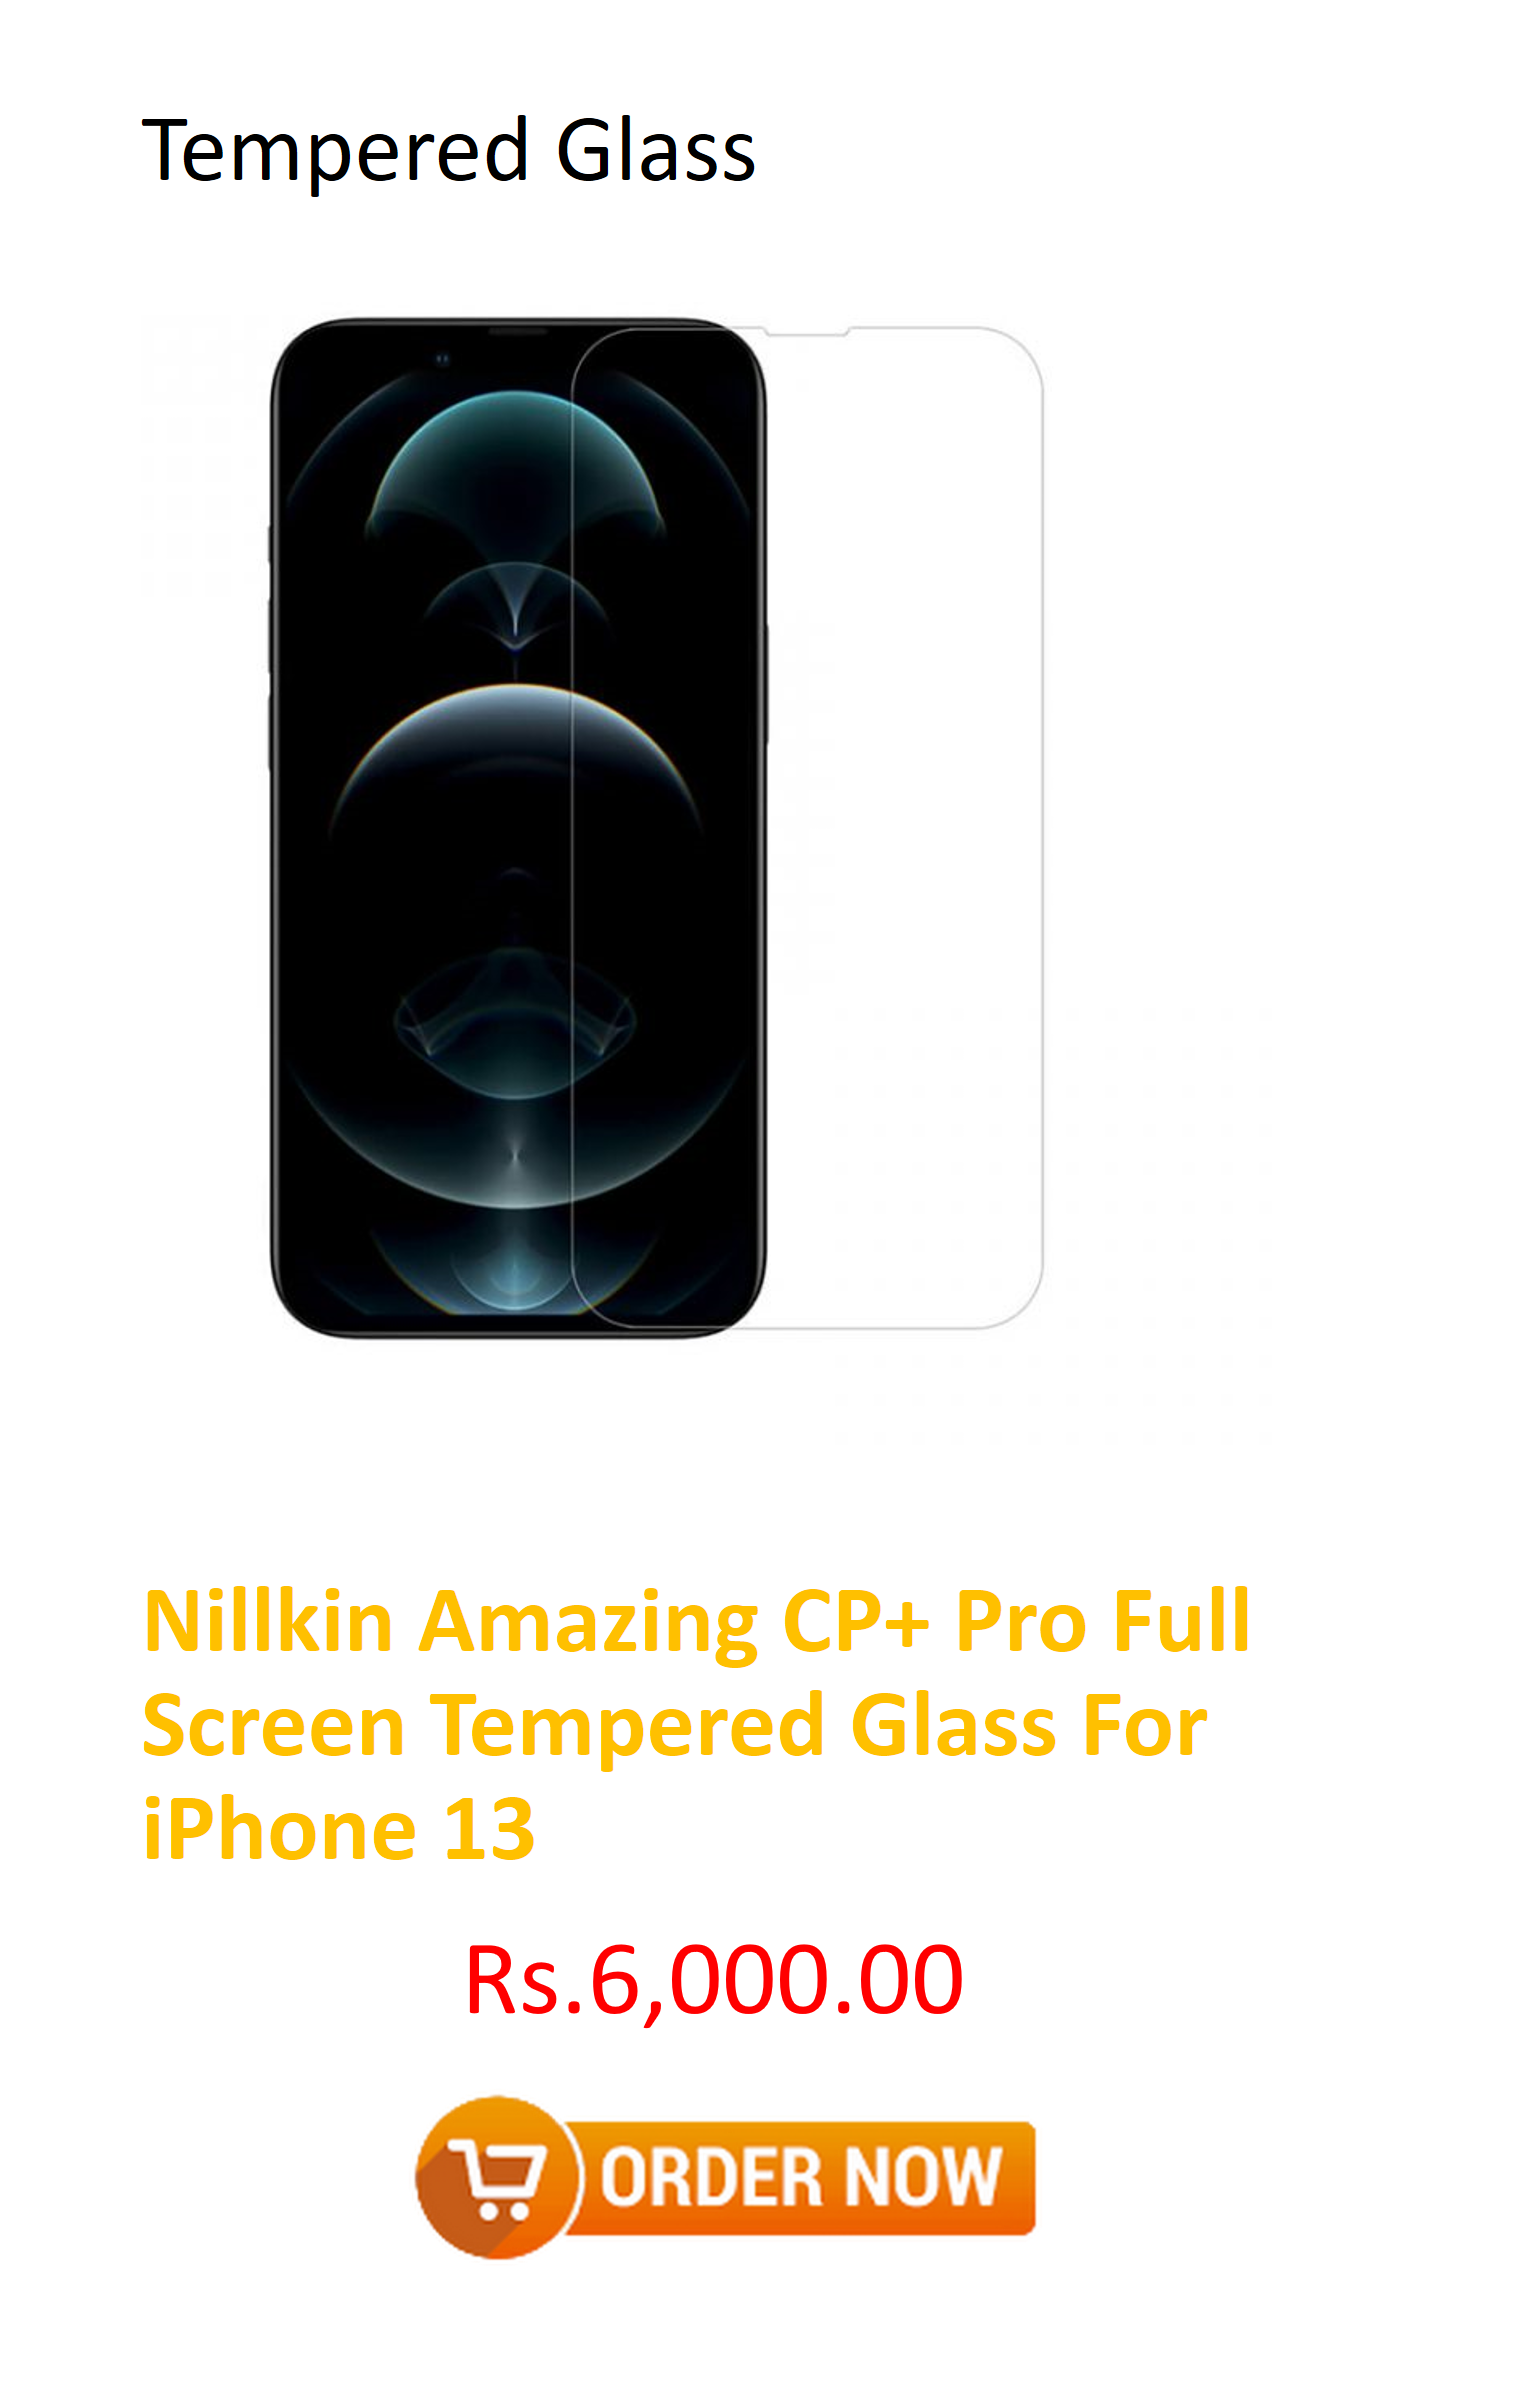 Tempered Glass
Nillkin Amazing CP+ Pro Full
Screen Tempered Glass For
iPhone 13
Rs.6,000.00
ORDER NOW